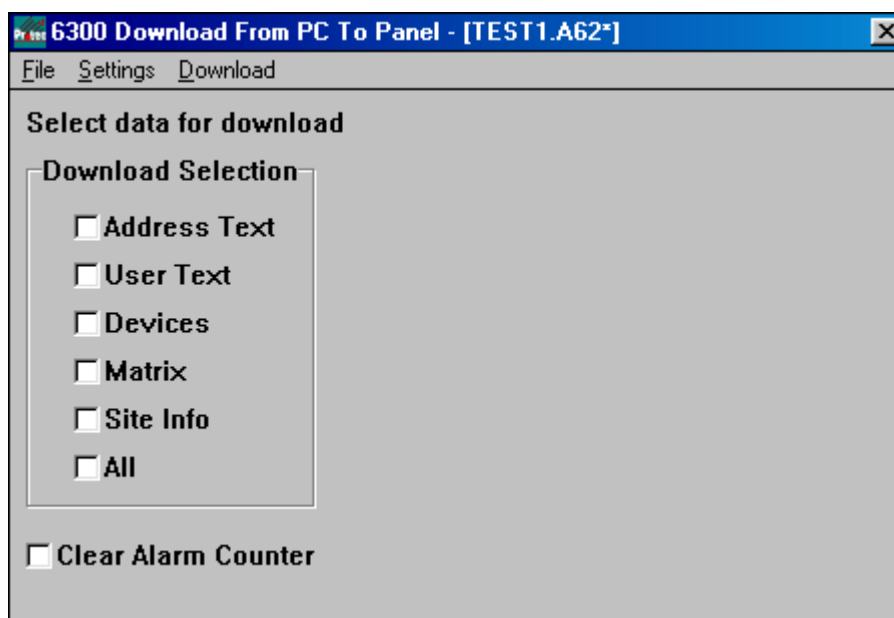 Protec 6300 Download From PC To Panel - [TEST1.A62*]
File Settings Download
Select data for download
Download Selection
Address Text
User Text
Devices
Matrix
Site Info
All
Clear Alarm Counter